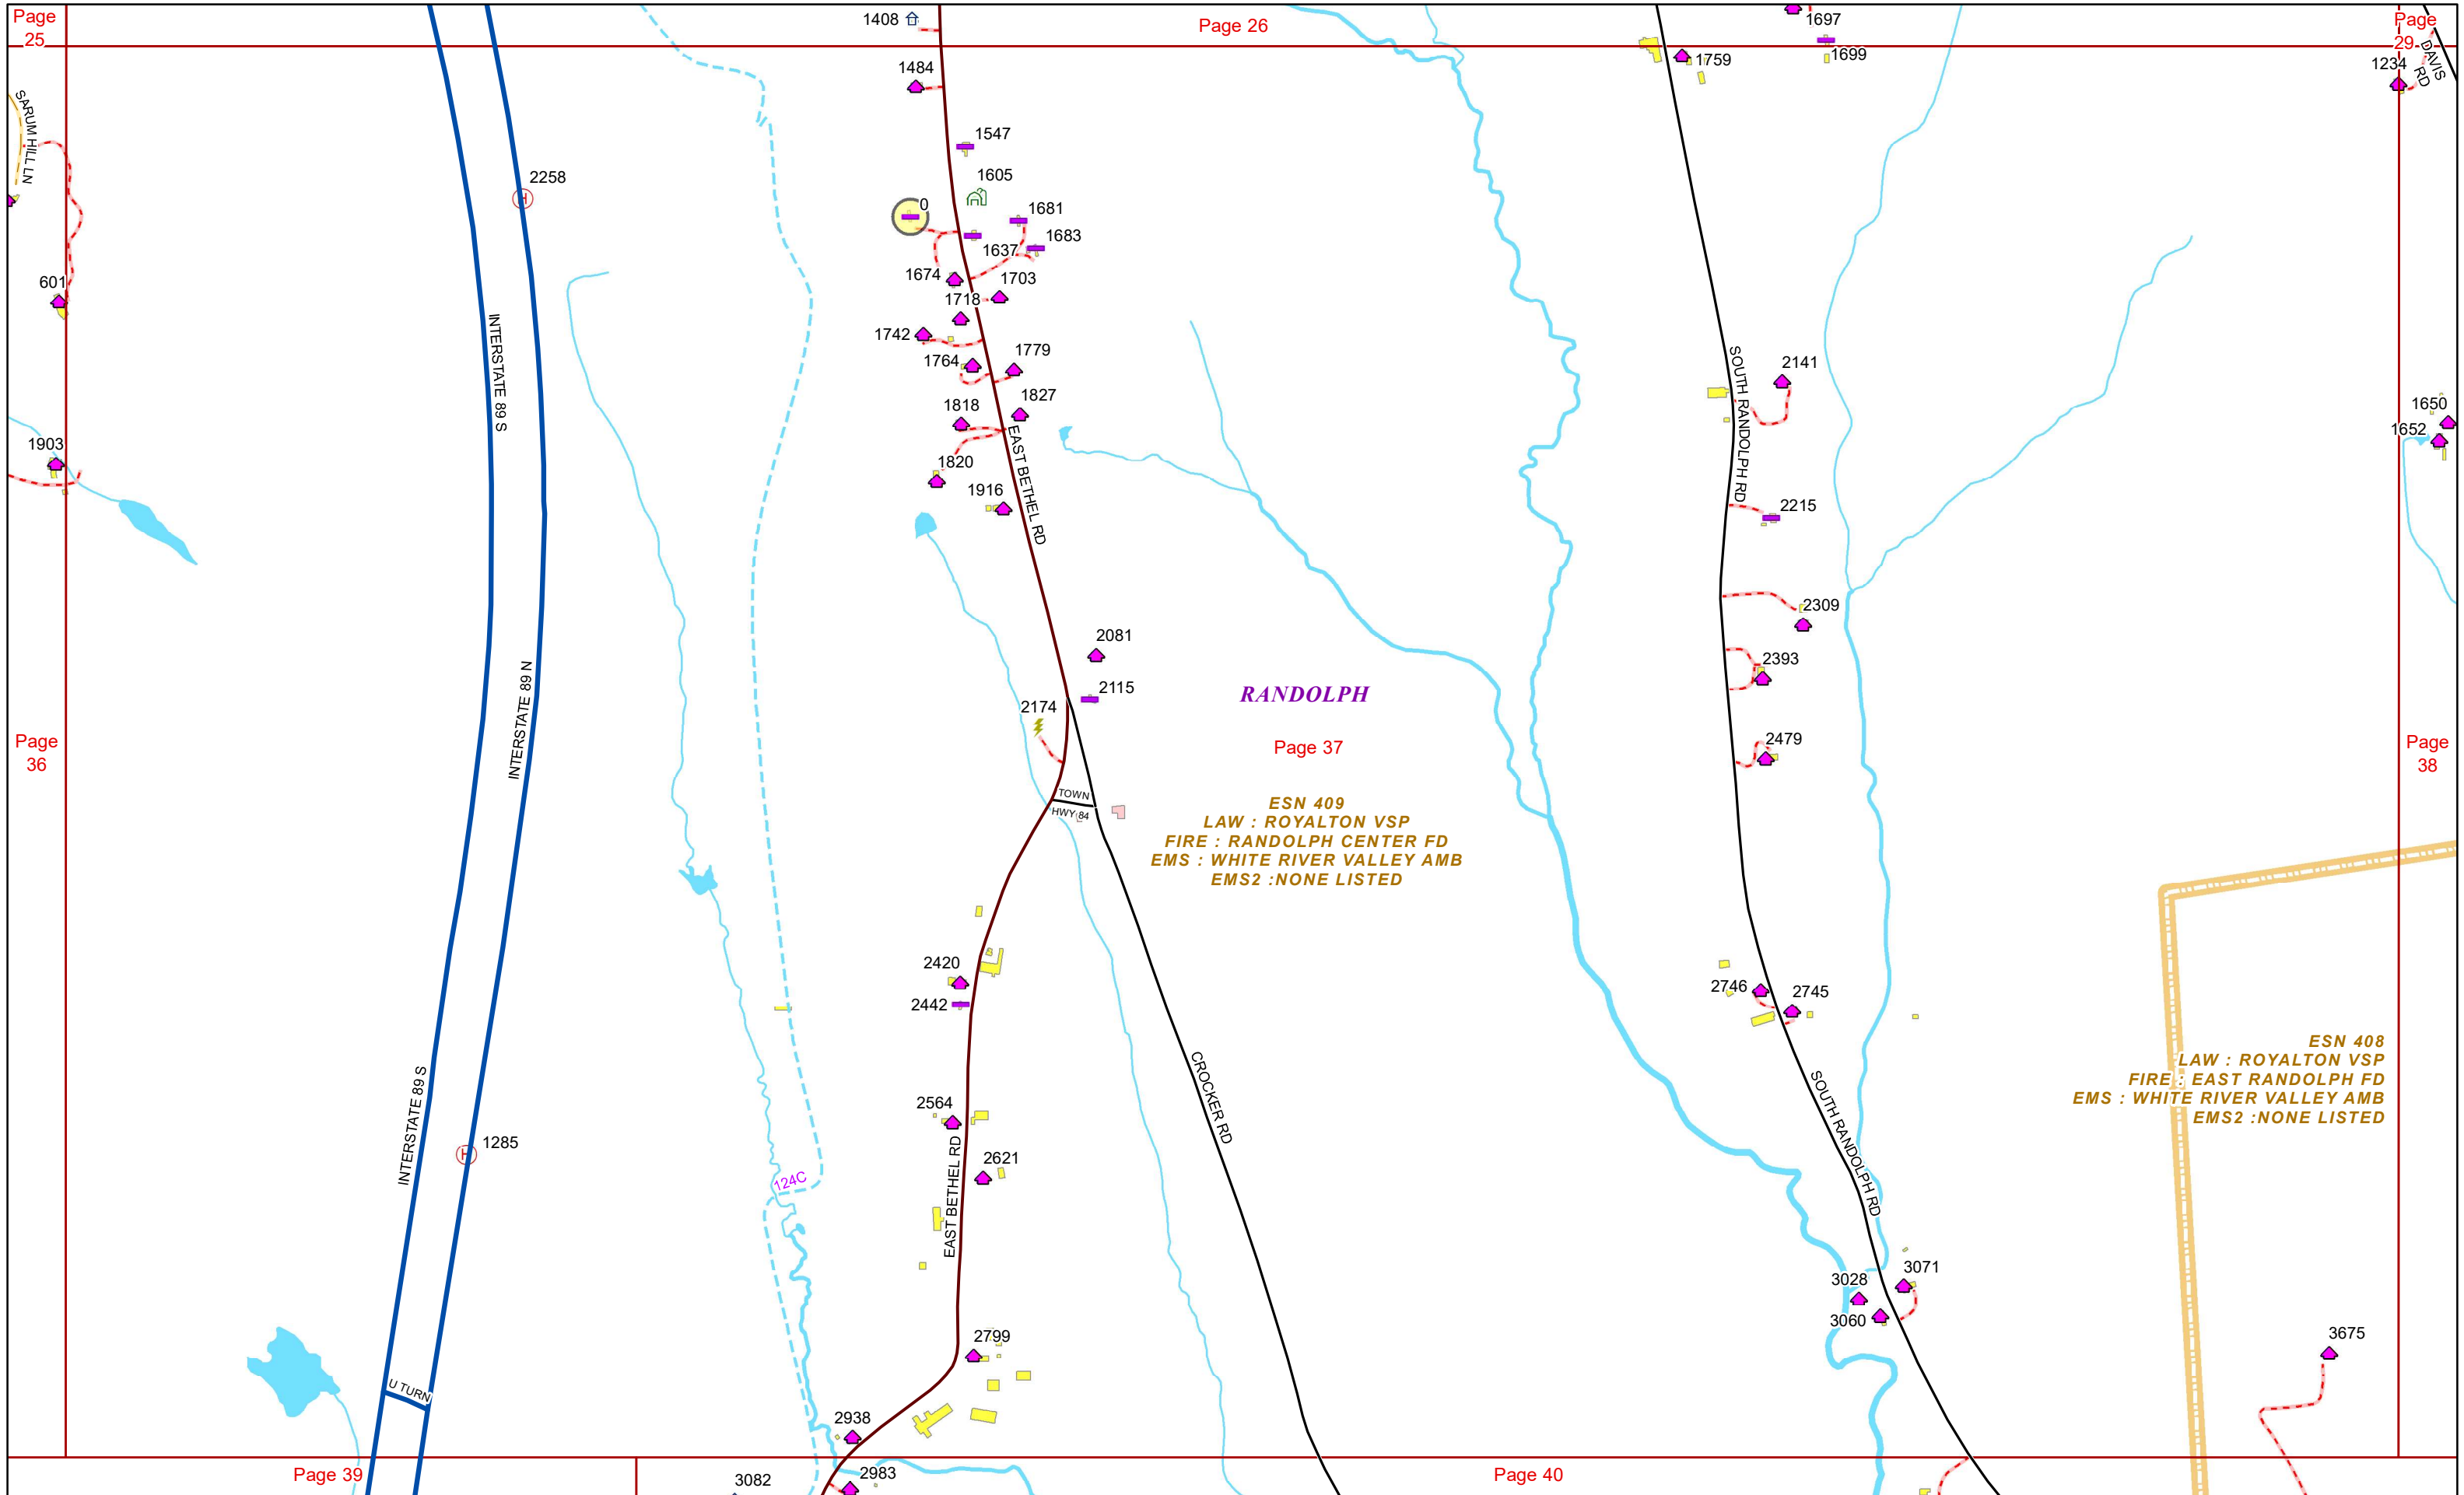 Page
25
1408
Page 26
1697
Page
29
1699
1759
DAVIS
RD
1234
1484
SARUM HILL LN
1547
2258
1605
0
1681
1683
1637
1674
1703
601
1718
INTERSTATE 89 S
1742
1764
1779
SOUTH RANDOLPH RD
2141
1827
1818
1650
1652
1903
EAST BETHEL RD
1820
1916
2215
2309
2081
INTERSTATE 89 N
2393
2115
RANDOLPH
2174
Page
36
Page 37
2479
Page
38
TOWN
HWY 84
ESN 409
LAW : ROYALTON VSP
FIRE : RANDOLPH CENTER FD
EMS : WHITE RIVER VALLEY AMB
EMS2 :NONE LISTED
2420
2442
2746
2745
ESN 408
LAW : ROYALTON VSP
FIRE : EAST RANDOLPH FD
EMS : WHITE RIVER VALLEY AMB
EMS2 :NONE LISTED
INTERSTATE 89 S
CROCKER RD
SOUTH RANDOLPH RD
2564
H
1285
EAST BETHEL RD
2621
124C
3071
3028
3060
2799
3675
U TURN
2938
Page 39
3082
2983
Page 40
H